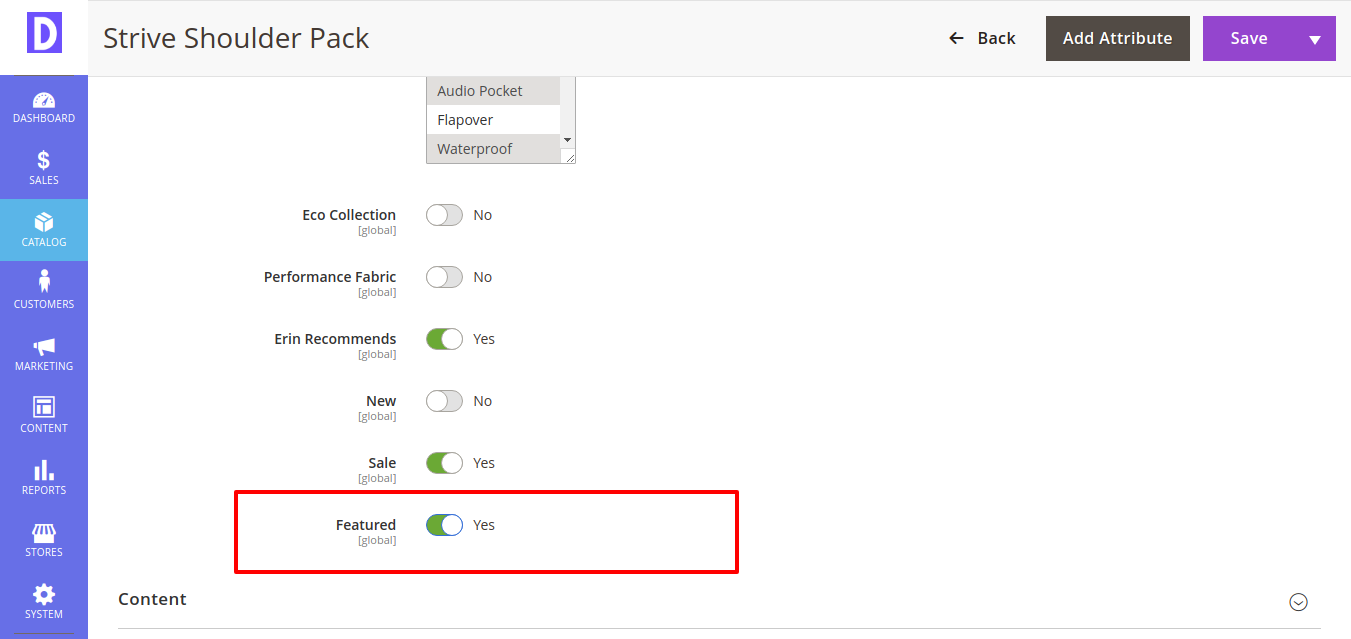 D
Strive Shoulder Pack
Back
Add Attribute
Save
DASHBOARD
SALES
CATALOG
CUSTOMERS
MARKETING
CONTENT
REPORTS
STORES
SYSTEM
Audio Pocket
Flapover
Waterproof
Eco Collection
No
[global]
Performance Fabric
No
[global]
Erin Recommends
Yes
[global]
New
No
[global]
Sale
Yes
[global]
Featured
Yes
[global]
Content